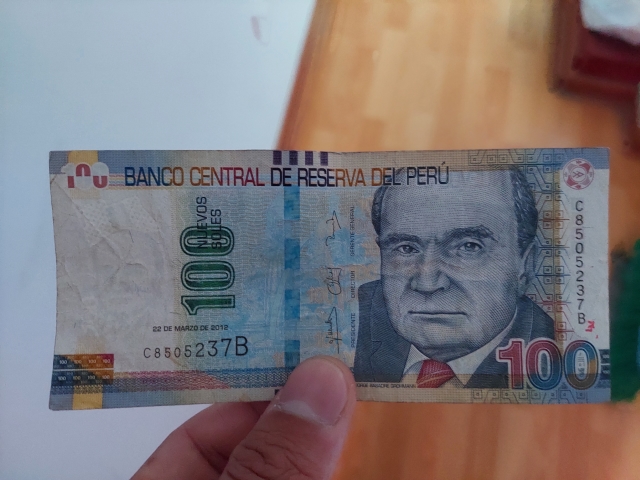 BANCO CENTRAL DE RESERVA DEL PERÚ
100
NUEVOS
SOLES
22 DE MARZO DE 2012
C8505237B
PRESIDENTE DIRECTOR GERENTE GENERAL
100
C8505237B